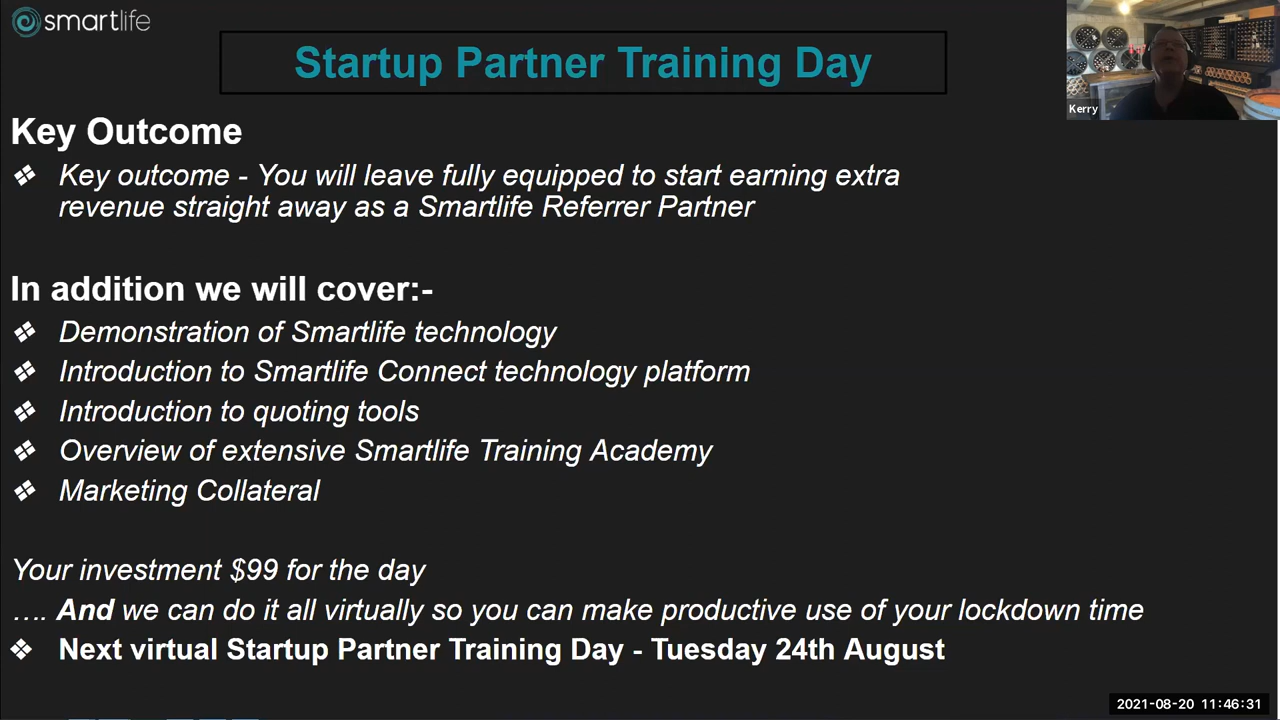 smartlife
Startup Partner Training Day
Kerry
Key Outcome
❖ Key outcome - You will leave fully equipped to start earning extra
revenue straight away as a Smartlife Referrer Partner
In addition we will cover:-
❖ Demonstration of Smartlife technology
❖ Introduction to Smartlife Connect technology platform
❖ Introduction to quoting tools
❖ Overview of extensive Smartlife Training Academy
❖ Marketing Collateral
Your investment $99 for the day
…. And we can do it all virtually so you can make productive use of your lockdown time
❖ Next virtual Startup Partner Training Day - Tuesday 24th August
2021-08-20 11:46:31